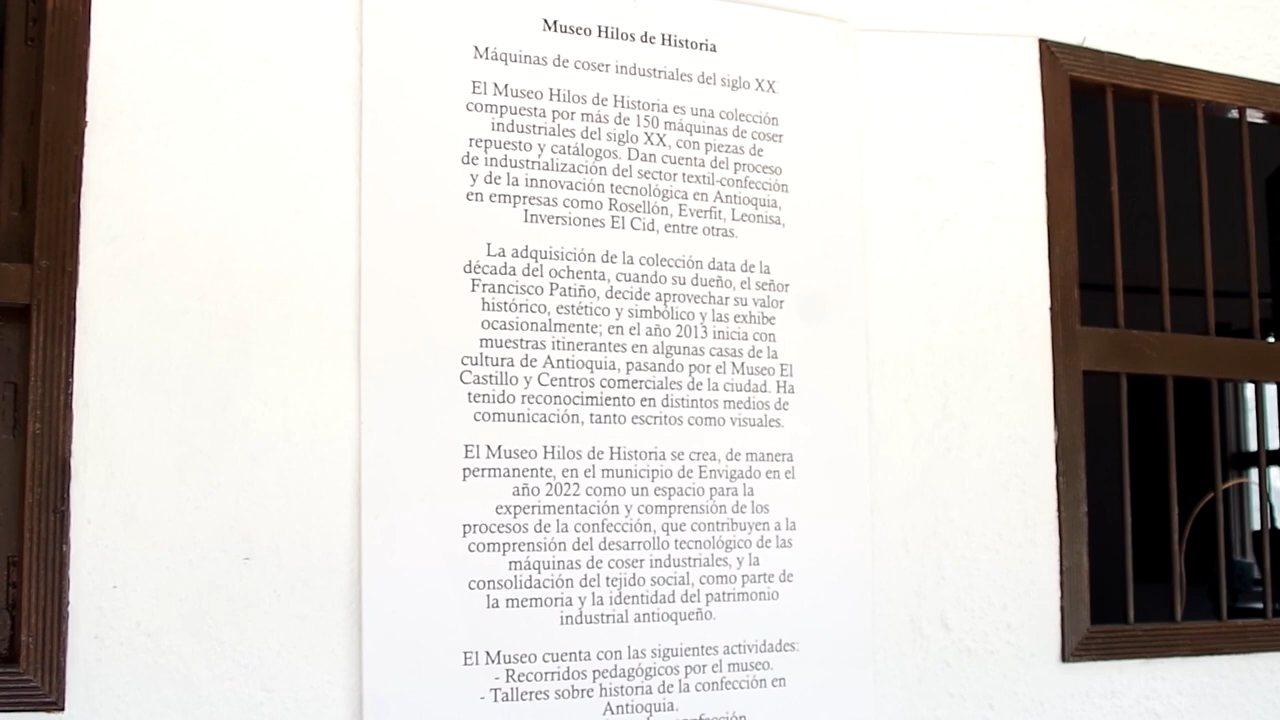 Museo Hilos de Historia
Máquinas de coser industriales del siglo XX
El Museo Hilos de Historia es una colección
compuesta por más de 150 máquinas de coser
industriales del siglo XX, con piezas de
repuesto y catálogos. Dan cuenta del proceso
de industrialización del sector textil-confección
y de la innovación tecnológica en Antioquia,
en empresas como Rosellón, Everfit, Leonisa,
Inversiones El Cid, entre otras.
La adquisición de la colección data de la
década del ochenta, cuando su dueño, el señor
Francisco Patiño, decide aprovechar su valor
histórico, estético y simbólico y las exhibe
ocasionalmente; en el año 2013 inicia con
muestras itinerantes en algunas casas de la
cultura de Antioquia, pasando por el Museo El
Castillo y Centros comerciales de la ciudad. Ha
tenido reconocimiento en distintos medios de
comunicación, tanto escritos como visuales.
El Museo Hilos de Historia se crea, de manera
permanente, en el municipio de Envigado en el
año 2022 como un espacio para la
experimentación y comprensión de los
procesos de la confección, que contribuyen a la
comprensión del desarrollo tecnológico de las
máquinas de coser industriales, y la
consolidación del tejido social, como parte de
la memoria y la identidad del patrimonio
industrial antioqueño.
El Museo cuenta con las siguientes actividades:
- Recorridos pedagógicos por el museo.
- Talleres sobre historia de la confección en
Antioquia.
confección